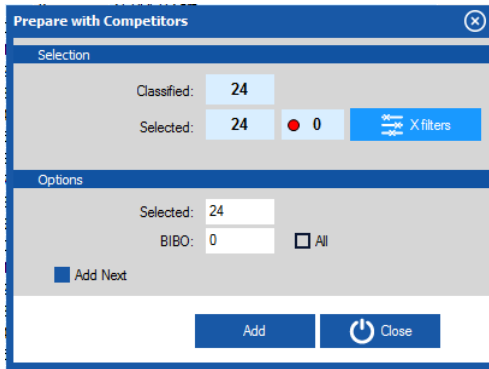 Prepare with Competitors
Selection
Classified: 24
Selected: 24 0 X filters
Options
Selected: 24
BIBO: 0 All
Add Next
Add Close